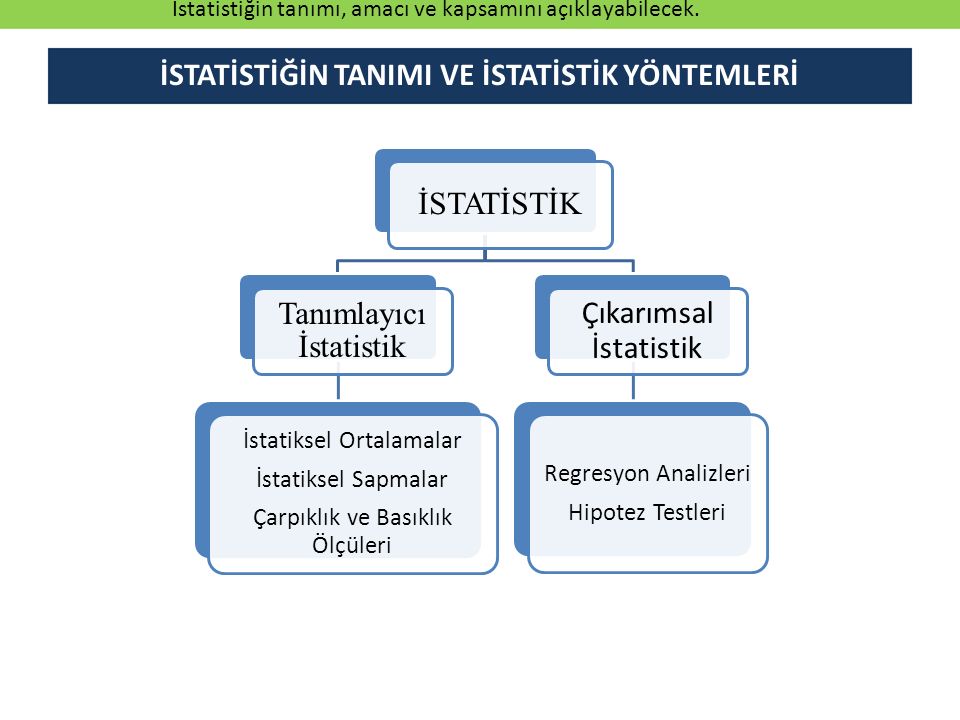 İstatistiğin tanımı, amacı ve kapsamını açıklayabilecek.
İSTATİSTİĞİN TANIMI VE İSTATİSTİK YÖNTEMLERİ
İSTATİSTİK
Tanımlayıcı
İstatistik
Çıkarımsal
İstatistik
İstatiksel Ortalamalar
İstatiksel Sapmalar
Çarpıklık ve Basıklık
Ölçüleri
Regresyon Analizleri
Hipotez Testleri